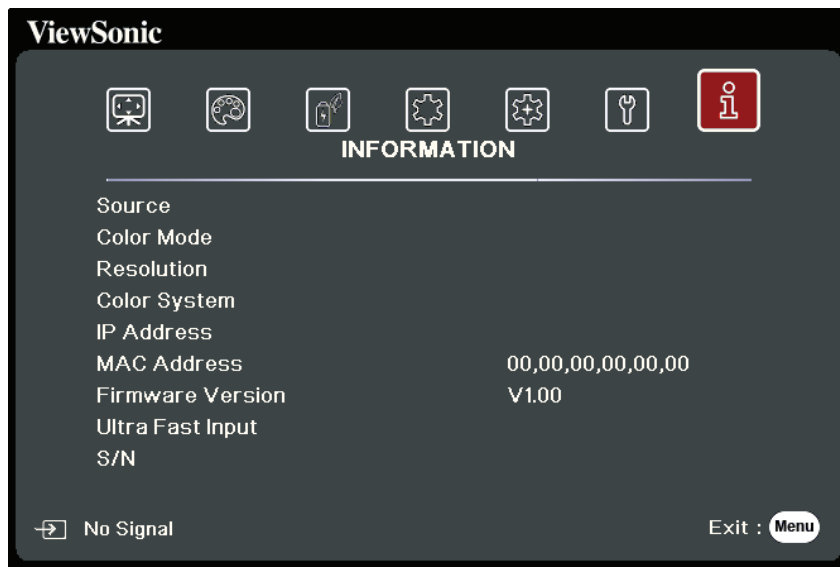 ViewSonic
INFORMATION
Source
Color Mode
Resolution
Color System
IP Address
MAC Address 00,00,00,00,00,00
Firmware Version V1.00
Ultra Fast Input
S/N
No Signal Exit : Menu